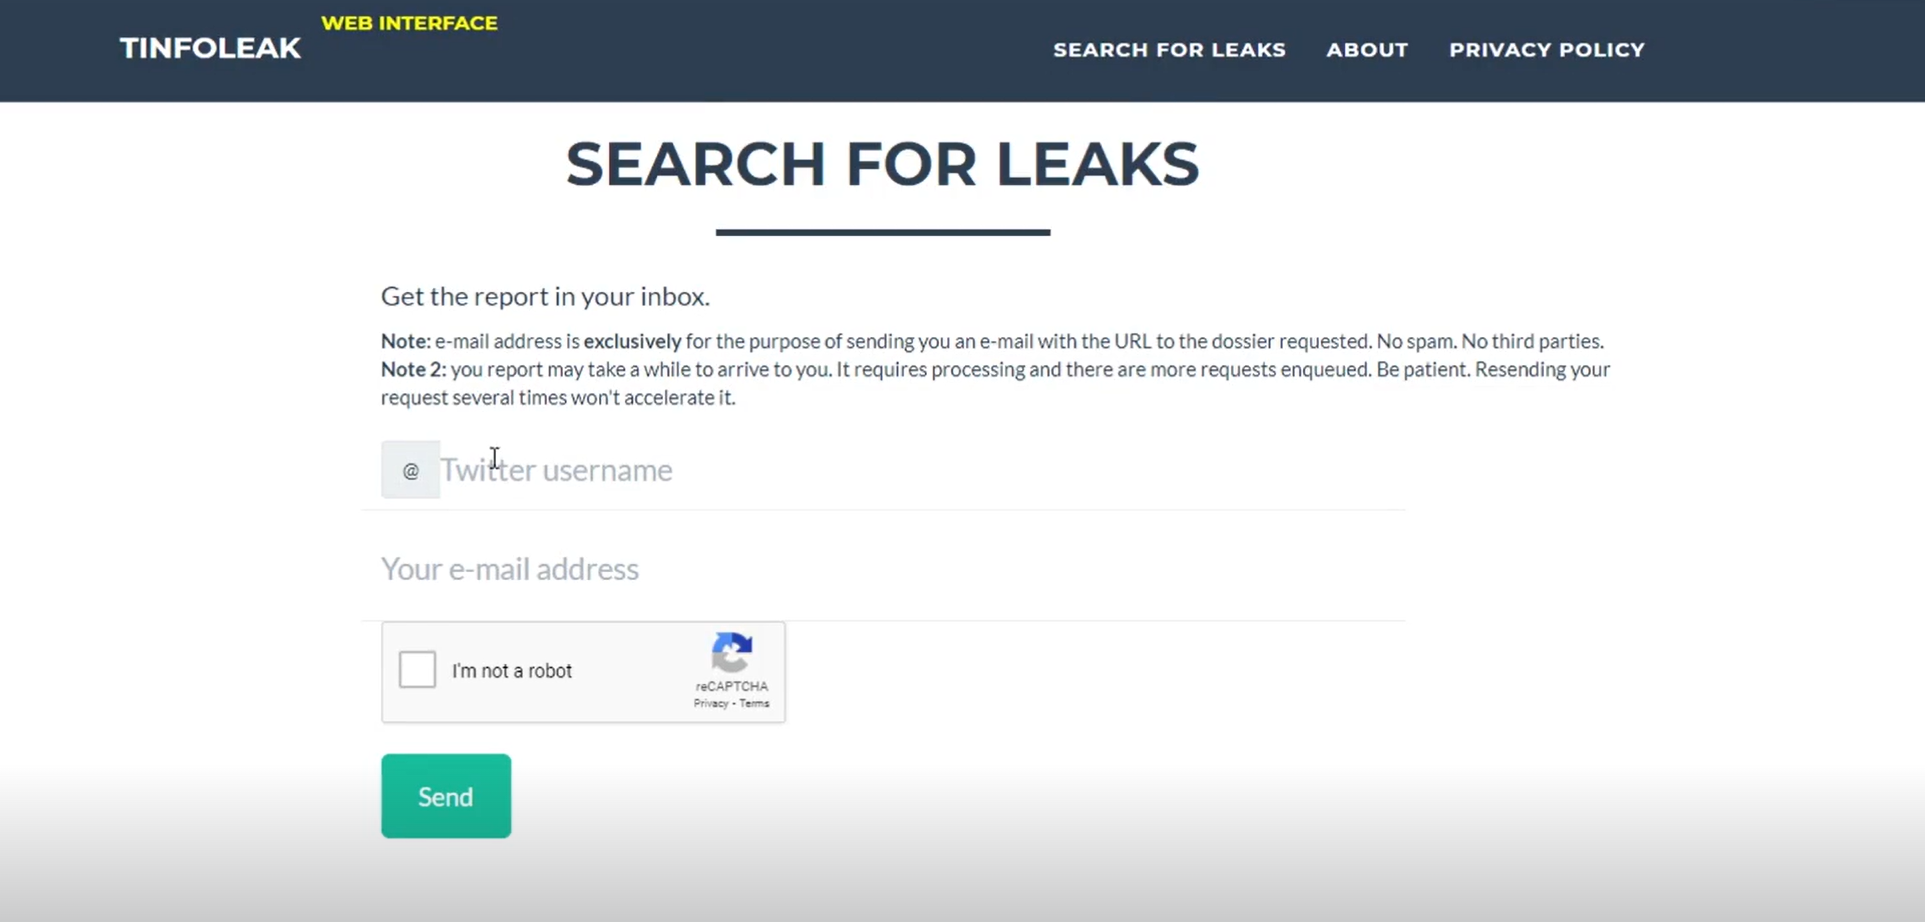 WEB INTERFACE
TINFOLEAK
SEARCH FOR LEAKS ABOUT PRIVACY POLICY
SEARCH FOR LEAKS
Get the report in your inbox.
Note: e-mail address is exclusively for the purpose of sending you an e-mail with the URL to the dossier requested. No spam. No third parties.
Note 2: you report may take a while to arrive to you. It requires processing and there are more requests enqueued. Be patient. Resending your
request several times won't accelerate it.
@ Twitter username
Your e-mail address
I'm not a robot
reCAPTCHA
Privacy - Terms
Send